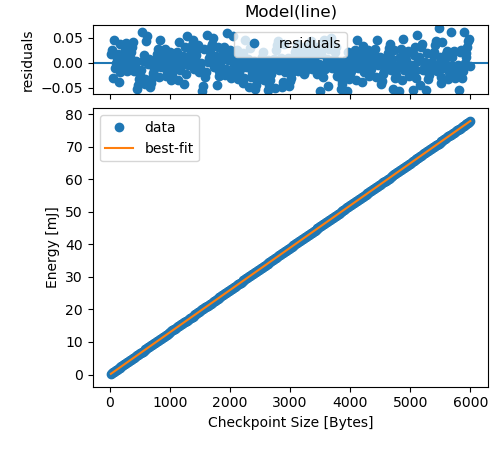 Model(line)
residuals
0.05
0.00
−0.05
residuals
data
best-fit
Energy [mJ]
80
70
60
50
40
30
20
10
0
0 1000 2000 3000 4000 5000 6000
Checkpoint Size [Bytes]